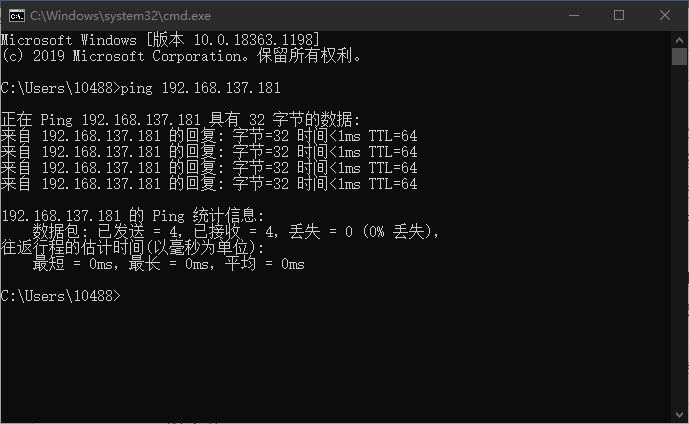 C:\Windows\system32\cmd.exe
Microsoft Windows [版本 10.0.18363.1198]
(c) 2019 Microsoft Corporation。保留所有权利。
C:\Users\10488>ping 192.168.137.181
正在 Ping 192.168.137.181 具有 32 字节的数据:
来自 192.168.137.181 的回复: 字节=32 时间<1ms TTL=64
来自 192.168.137.181 的回复: 字节=32 时间<1ms TTL=64
来自 192.168.137.181 的回复: 字节=32 时间<1ms TTL=64
来自 192.168.137.181 的回复: 字节=32 时间<1ms TTL=64
192.168.137.181 的 Ping 统计信息:
数据包: 已发送 = 4，已接收 = 4，丢失 = 0 (0% 丢失)，
往返行程的估计时间(以毫秒为单位):
最短 = 0ms，最长 = 0ms，平均 = 0ms
C:\Users\10488>